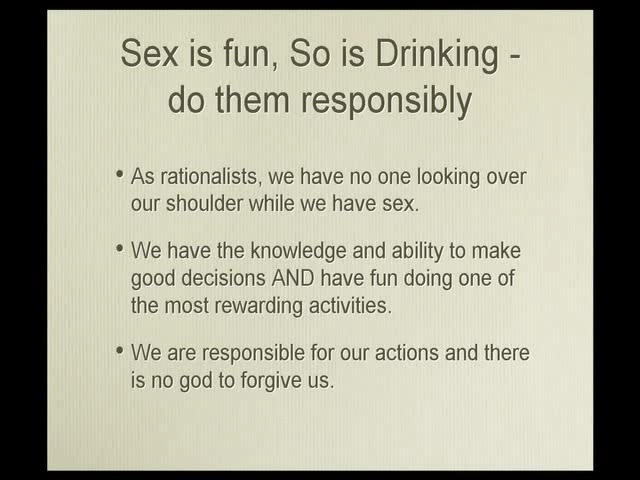 Sex is fun, So is Drinking -
do them responsibly
• As rationalists, we have no one looking over
our shoulder while we have sex.
• We have the knowledge and ability to make
good decisions AND have fun doing one of
the most rewarding activities.
• We are responsible for our actions and there
is no god to forgive us.